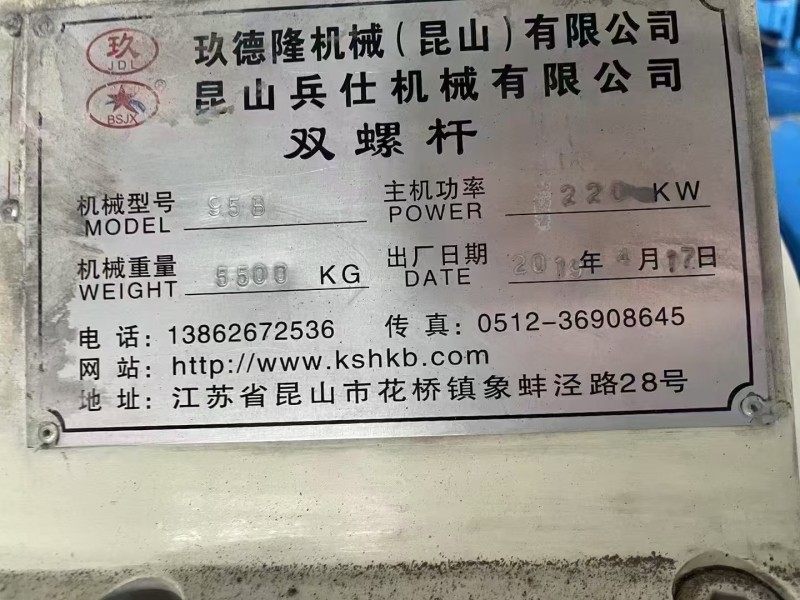 玖
JDL
BSJX
玖德隆机械（昆山）有限公司
昆山兵仕机械有限公司
双螺杆
机械型号 95B
MODEL
主机功率 220 KW
POWER
机械重量 5500 KG
WEIGHT
出厂日期 年 月 17日
DATE
电 话：13862672536
传 真：0512-36908645
网 站：http://www.kshkb.com
地 址：江苏省昆山市花桥镇象蚌泾路28号